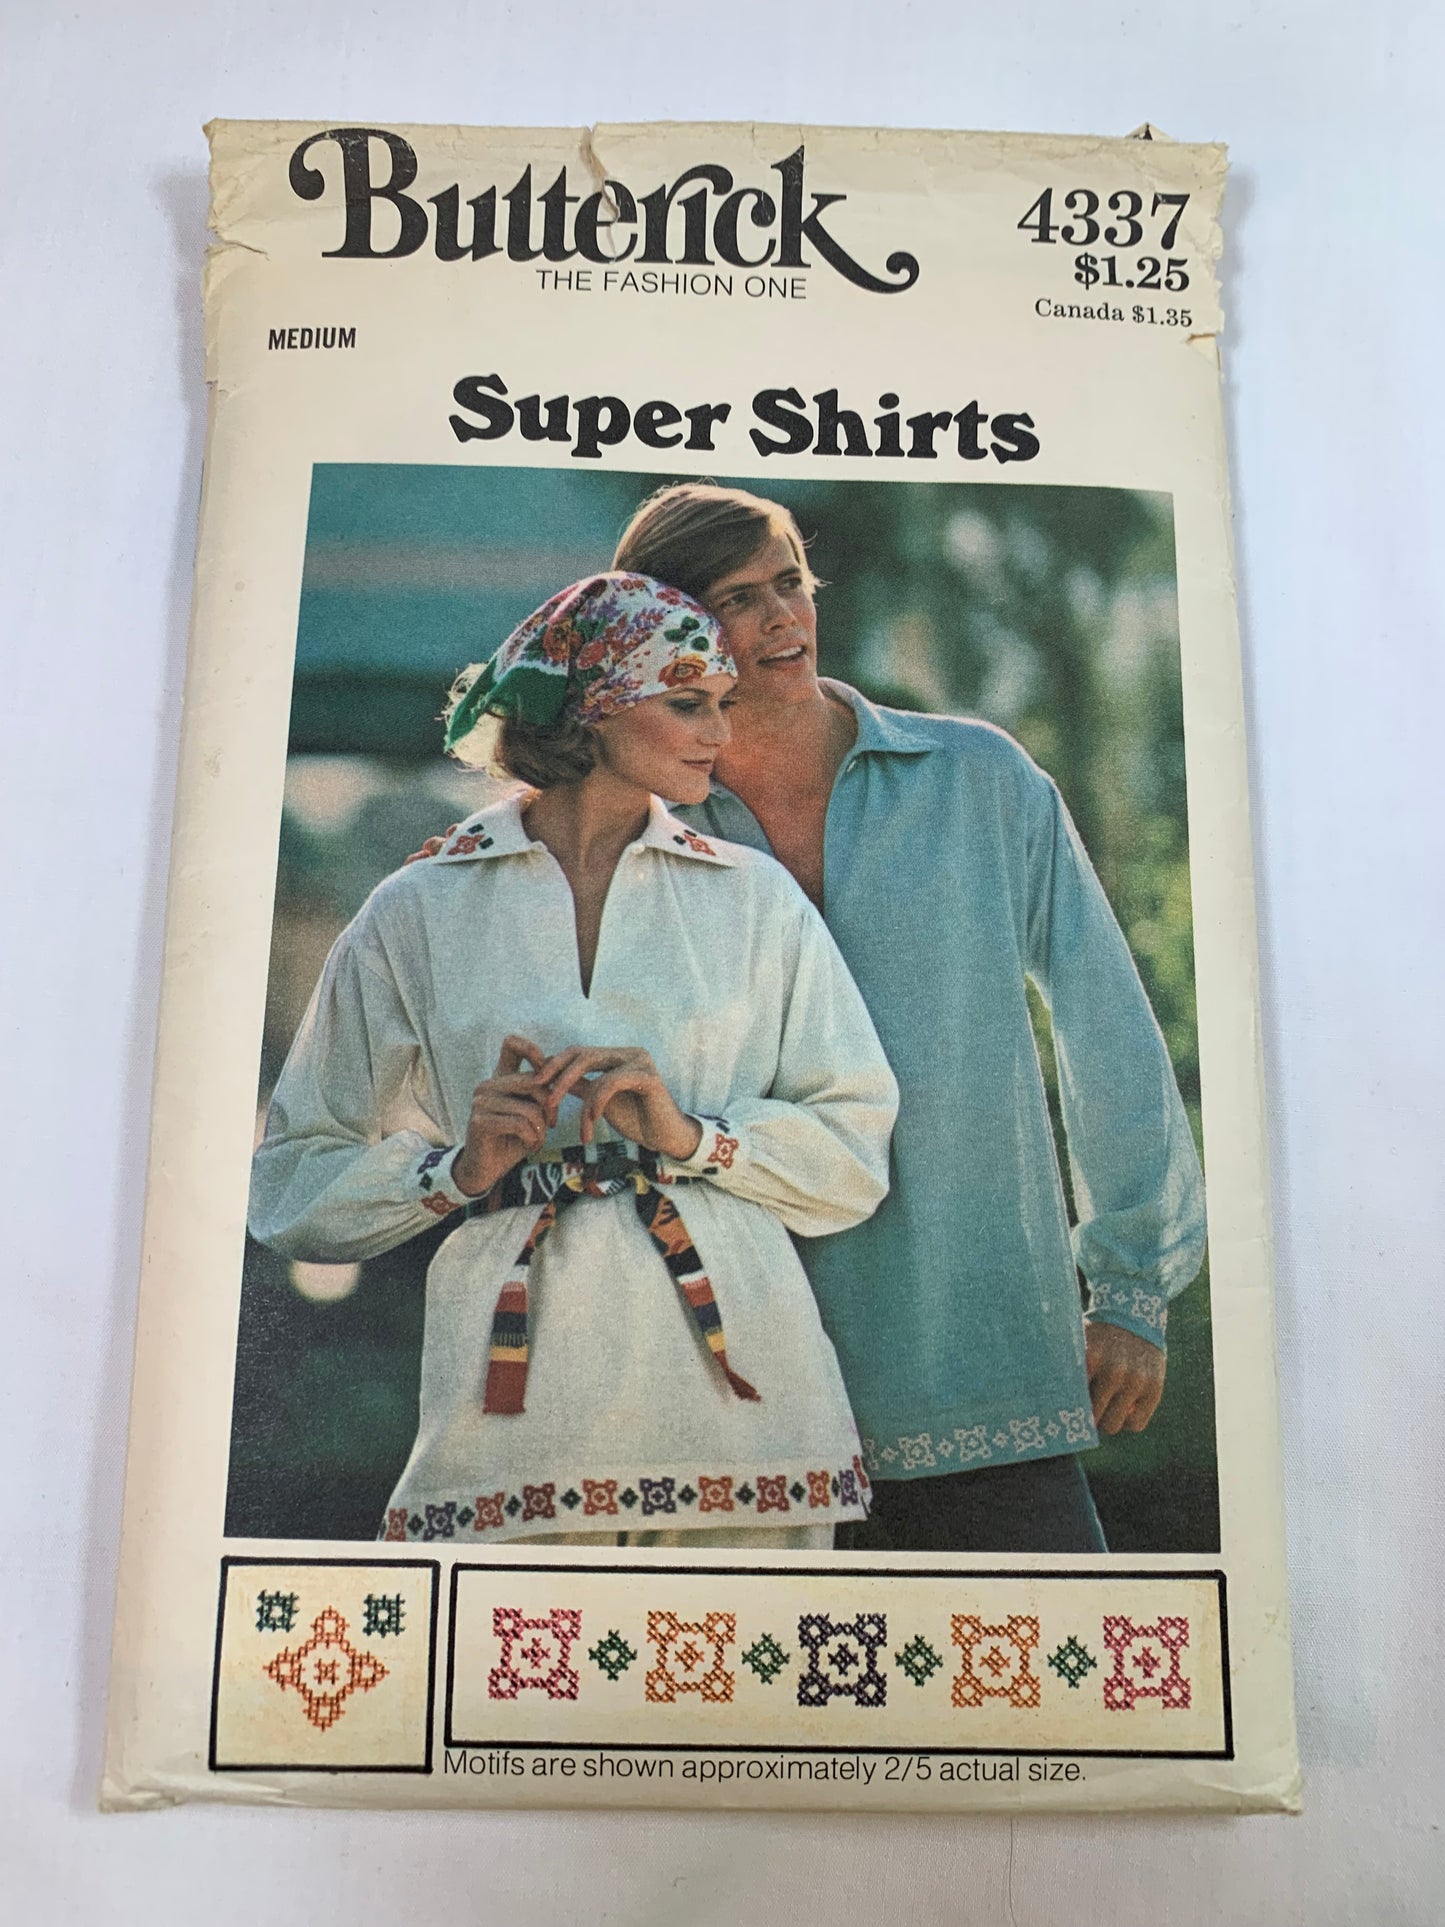 Butterick
THE FASHION ONE
4337
$1.25
Canada $1.35
MEDIUM
Super Shirts
Motifs are shown approximately 2/5 actual size.